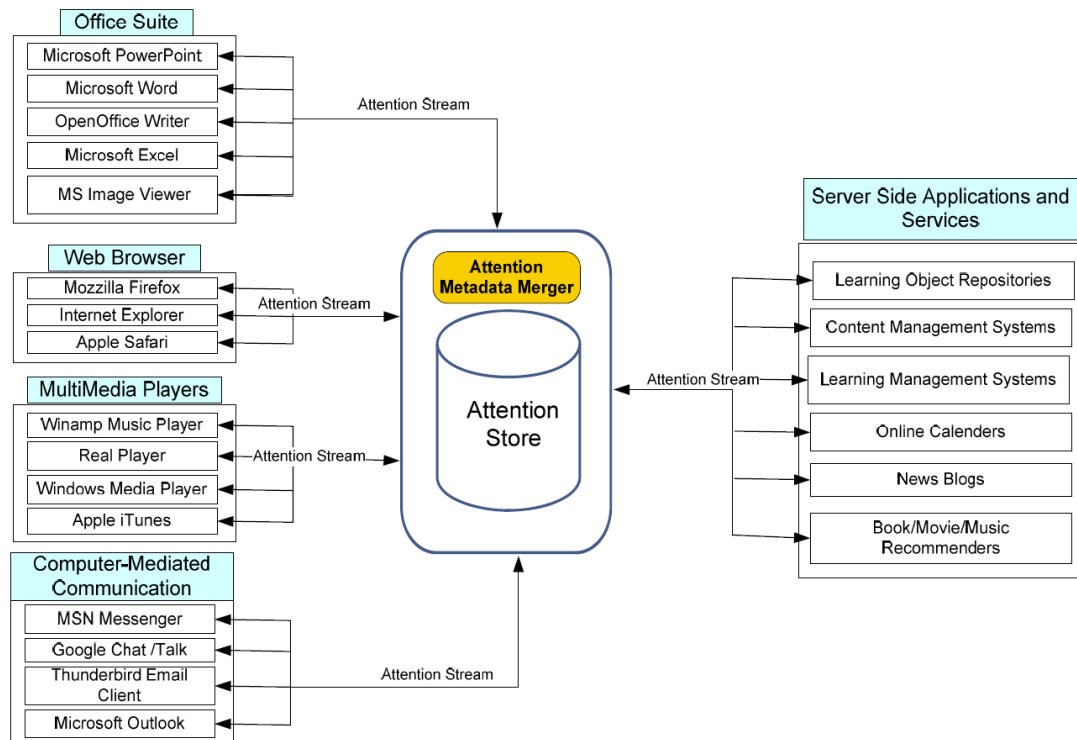 Office Suite
Microsoft PowerPoint
Microsoft Word
OpenOffice Writer
Microsoft Excel
MS Image Viewer
Attention Stream
Web Browser
Mozzilla Firefox
Internet Explorer
Apple Safari
Attention Stream
MultiMedia Players
Winamp Music Player
Real Player
Windows Media Player
Apple iTunes
Attention Stream
Computer-Mediated
Communication
MSN Messenger
Google Chat /Talk
Thunderbird Email
Client
Microsoft Outlook
Attention Stream
Attention
Metadata Merger
Attention
Store
Attention Stream
Server Side Applications and
Services
Learning Object Repositories
Content Management Systems
Learning Management Systems
Online Calenders
News Blogs
Book/Movie/Music
Recommenders